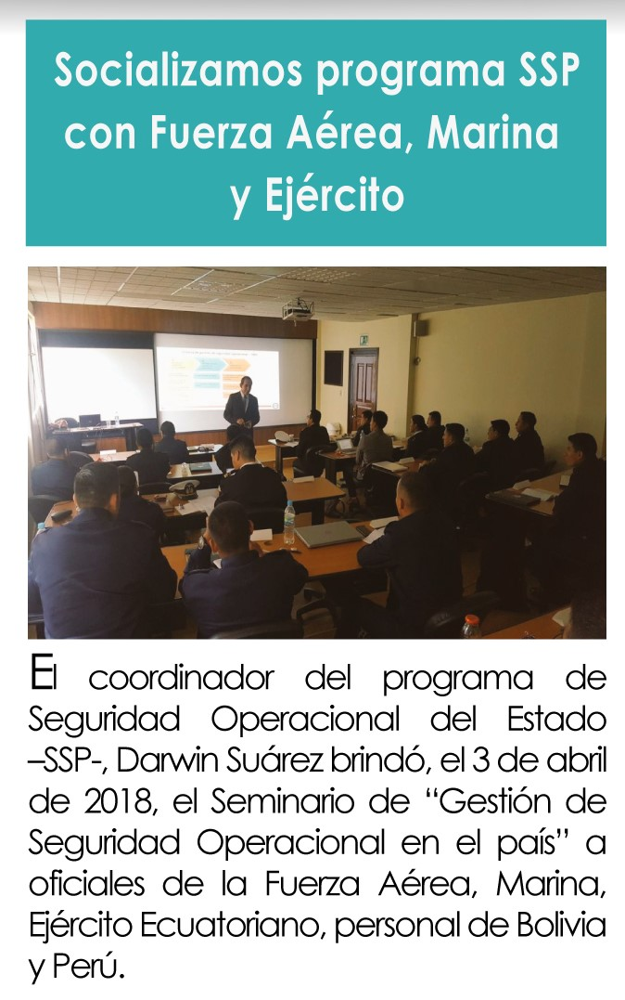 Socializamos programa SSP
con Fuerza Aérea, Marina
y Ejército
El coordinador del programa de
Seguridad Operacional del Estado
–SSP-, Darwin Suárez brindó, el 3 de abril
de 2018, el Seminario de “Gestión de
Seguridad Operacional en el país” a
oficiales de la Fuerza Aérea, Marina,
Ejército Ecuatoriano, personal de Bolivia
y Perú.